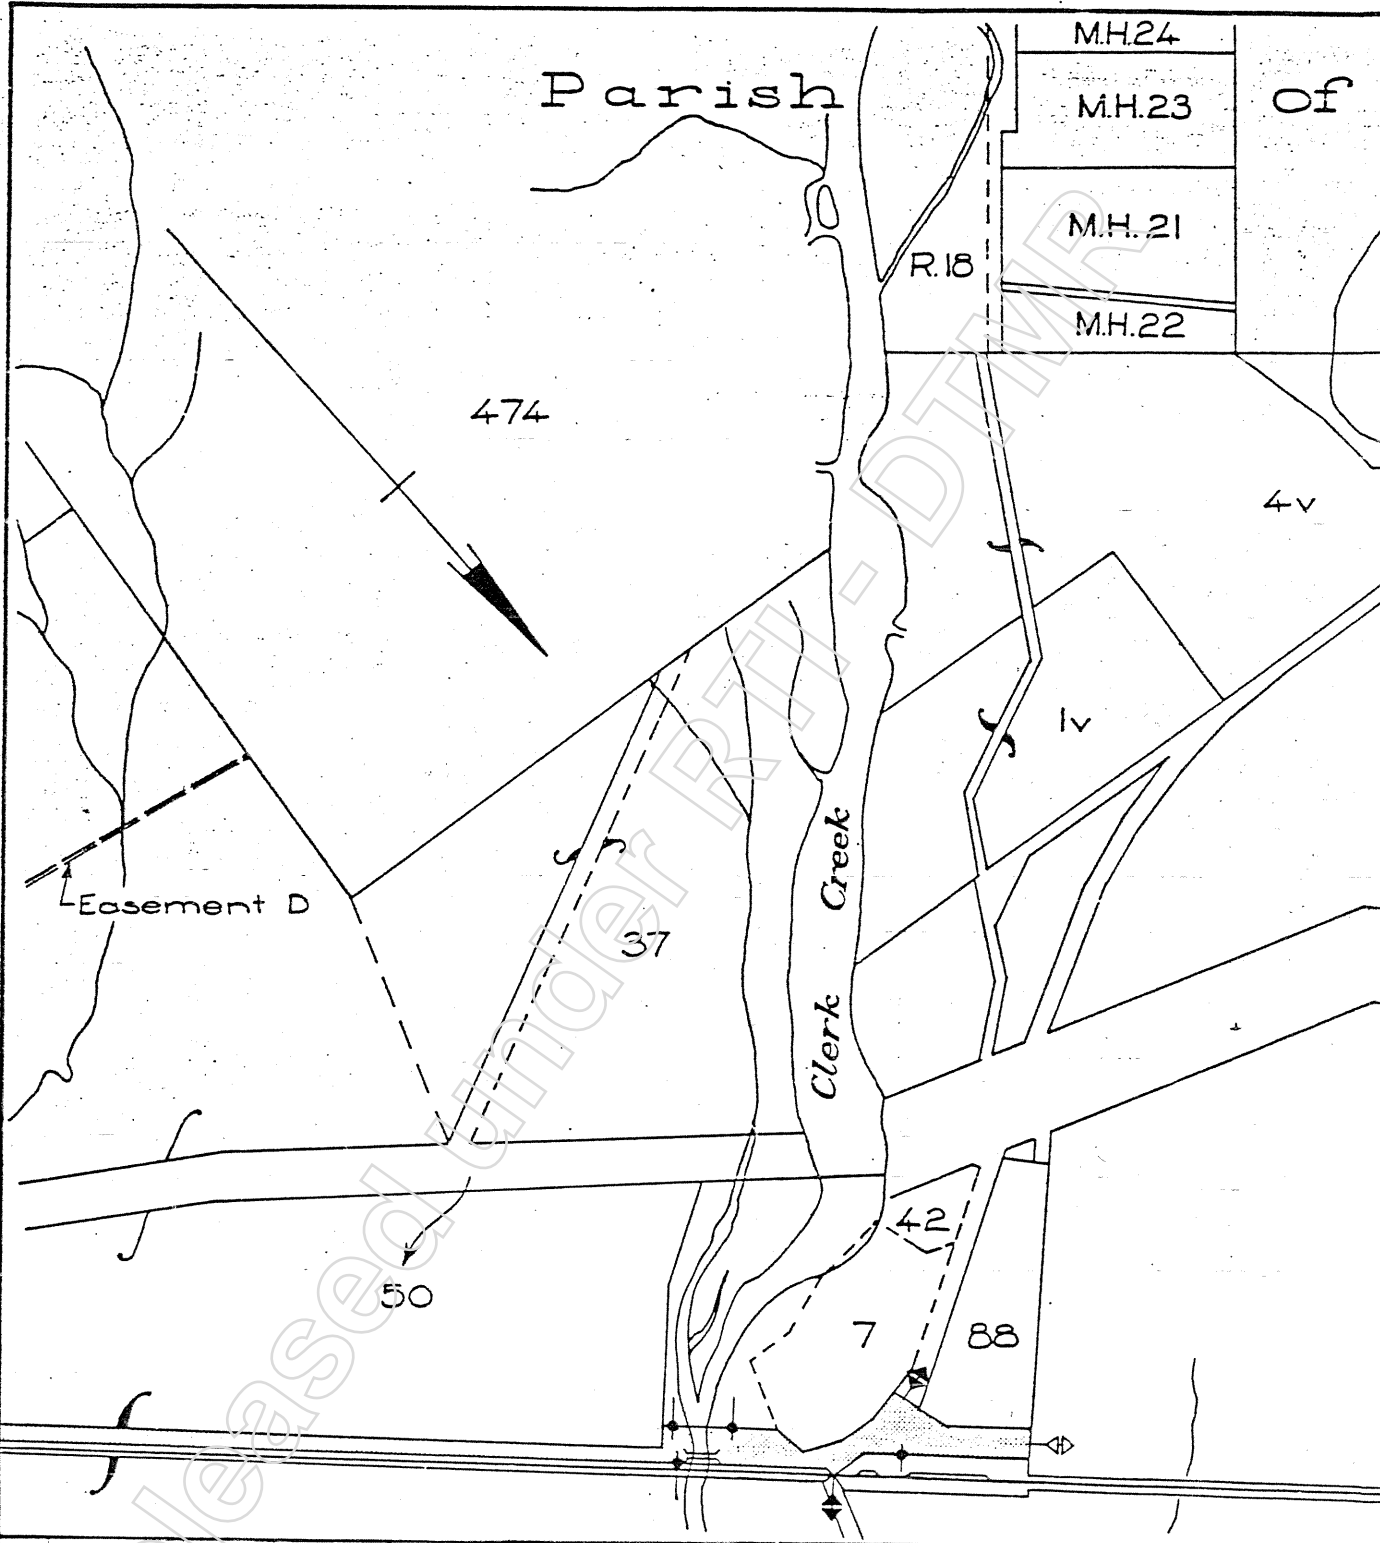 Parish of
M.H.24
M.H.23
M.H.21
R.18
M.H.22
474
4v
1v
Easement D
37
Clerk Creek
42
50
7
88
eleased under RTI - DTMR